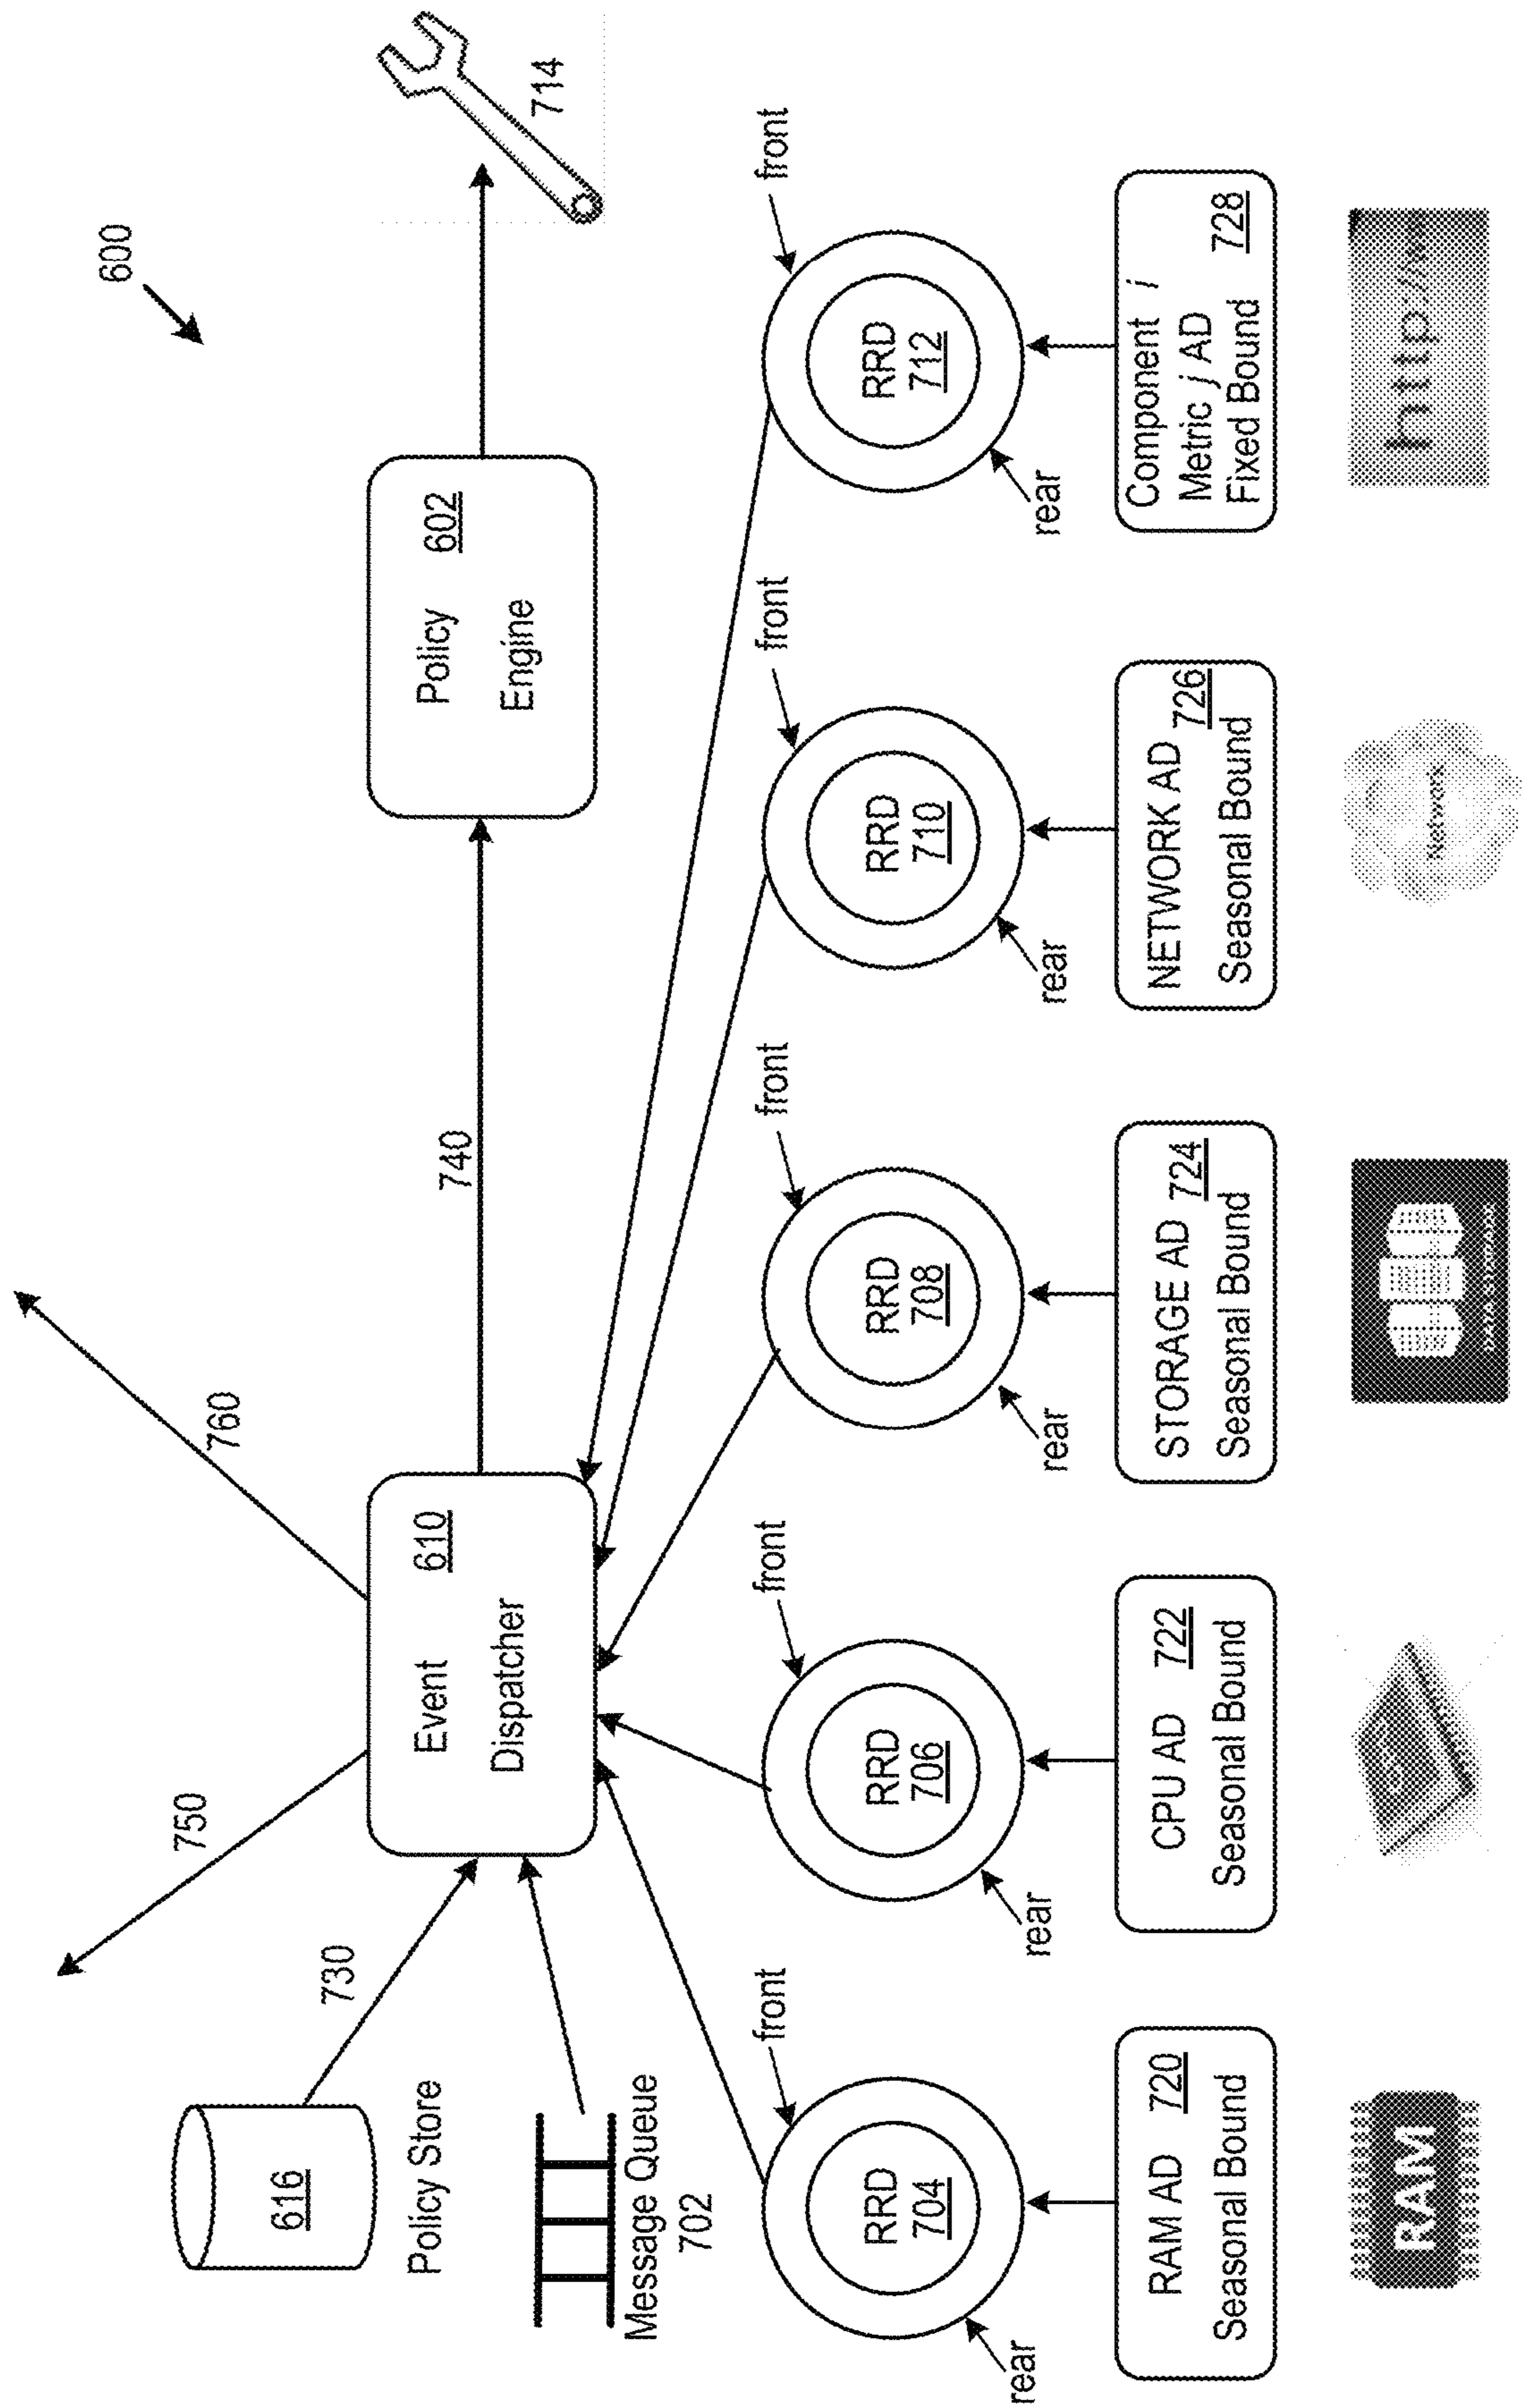 600
750
760
730
740
616
Policy Store
Message Queue
702
Event 610
Dispatcher
Policy 602
Engine
714
front
RRD
704
rear
front
RRD
706
rear
front
RRD
708
rear
front
RRD
710
rear
front
RRD
712
rear
RAM AD 720
Seasonal Bound
CPU AD 722
Seasonal Bound
STORAGE AD 724
Seasonal Bound
NETWORK AD 726
Seasonal Bound
Component i
Metric j AD
Fixed Bound 728
RAM
Network